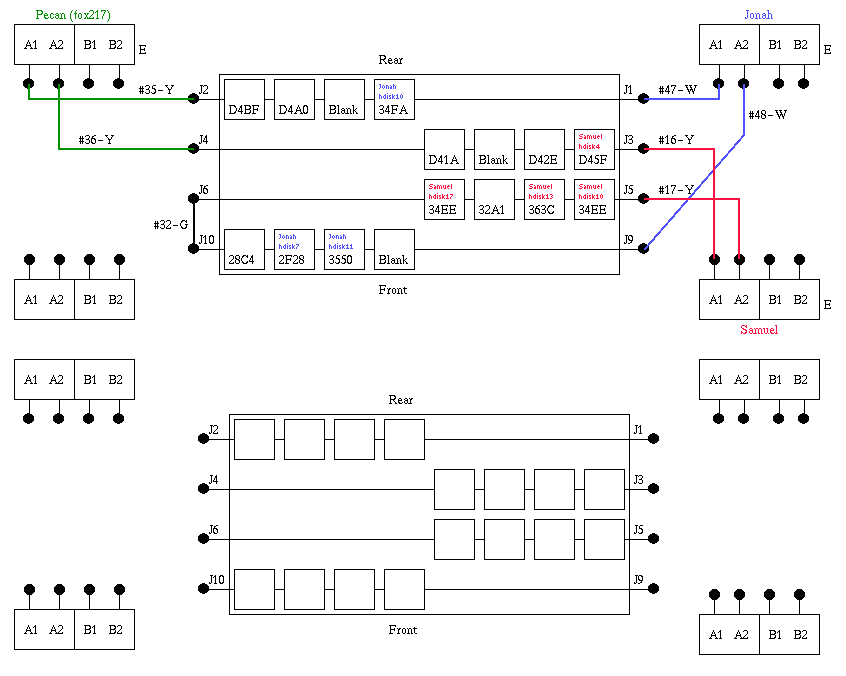 Pecan (fox217)
Jonah
A1 A2 B1 B2 E
A1 A2 B1 B2 E
Rear
#35-Y J2
D4BF D4A0 Blank
Jonah
hdisk10
34FA
J1 #47-W
#48-W
#36-Y J4
D41A Blank D42E
Samuel
hdisk4
D45F
J3 #16-Y
J6
Samuel
hdisk17
34EE
32A1
Samuel
hdisk13
363C
Samuel
hdisk10
34EE
J5 #17-Y
#32-G
J10
28C4
Jonah
hdisk7
2F28
Jonah
hdisk11
3550
Blank
J9
Front
A1 A2 B1 B2
A1 A2 B1 B2 E
Samuel
A1 A2 B1 B2
A1 A2 B1 B2
Rear
J2 J1
J4 J3
J6 J5
J10 J9
Front
A1 A2 B1 B2
A1 A2 B1 B2